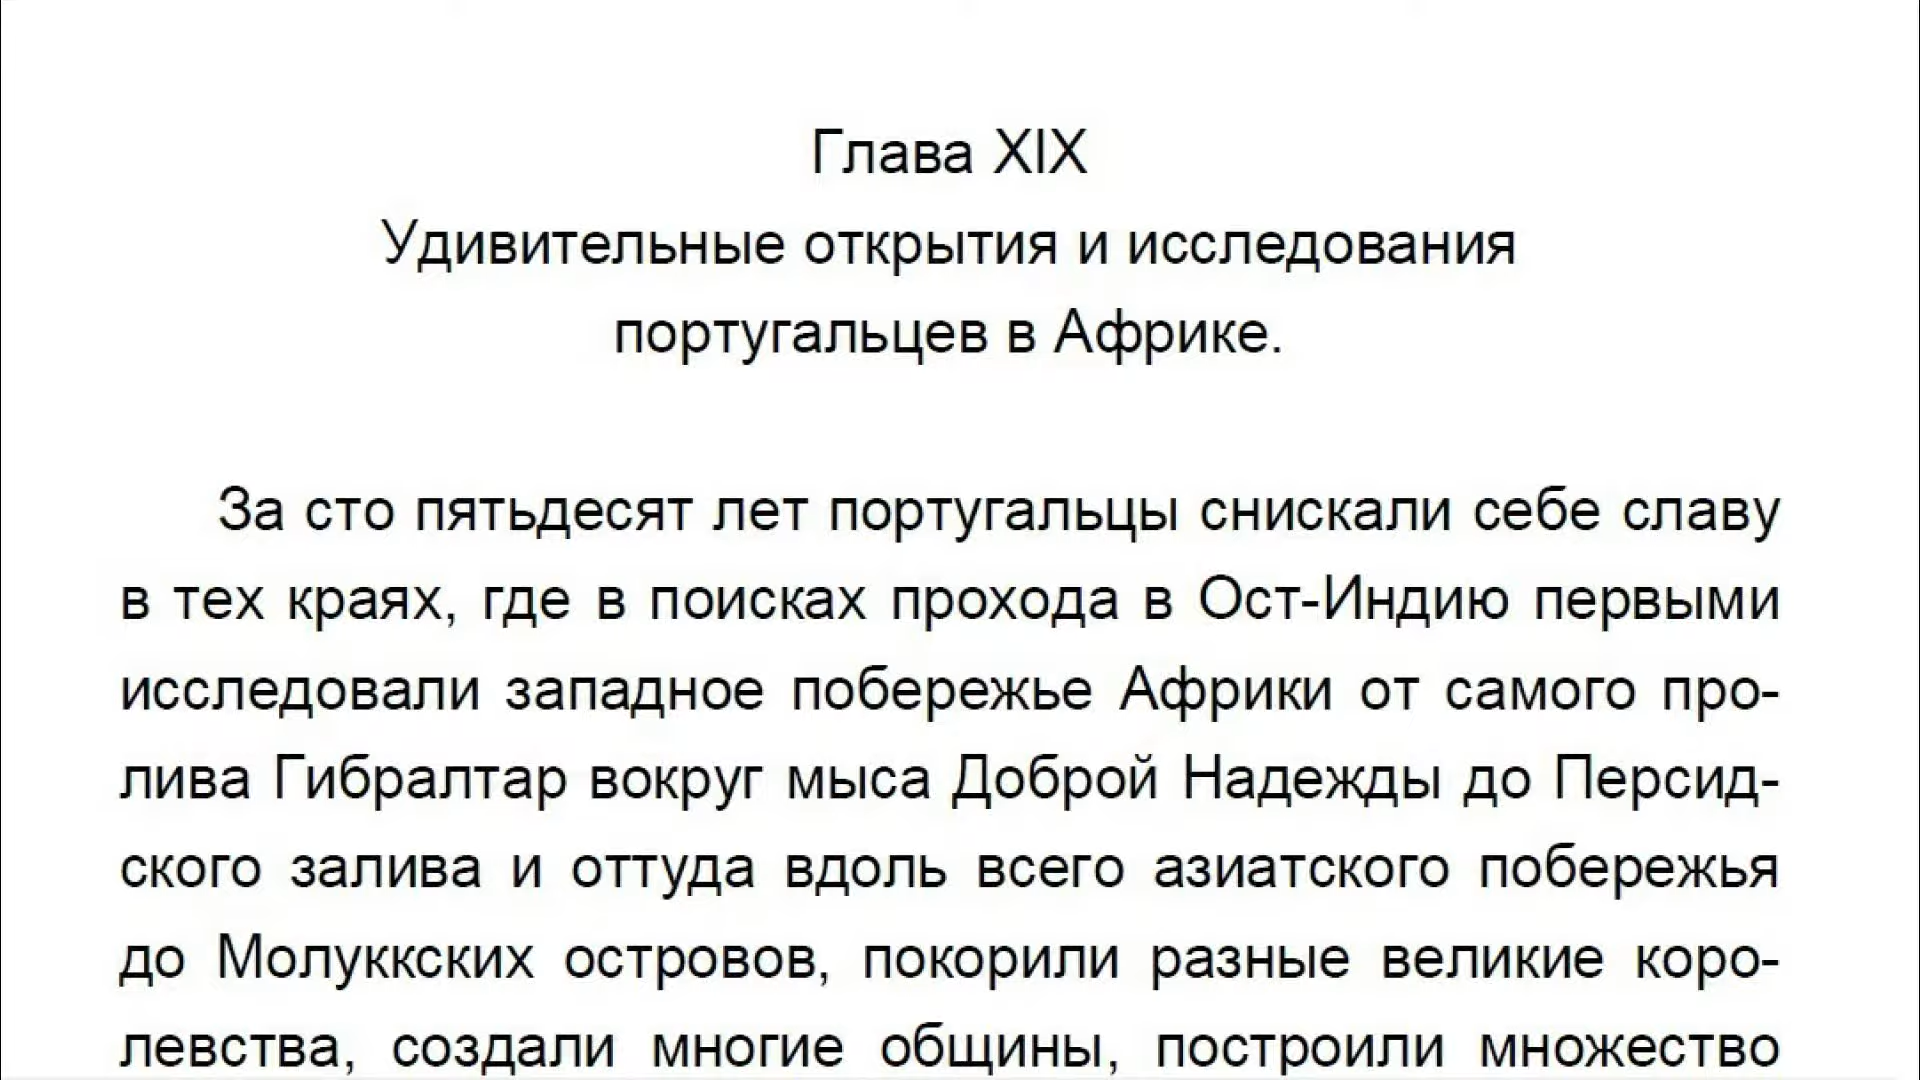 Глава XIX
Удивительные открытия и исследования
португальцев в Африке.
За сто пятьдесят лет португальцы снискали себе славу
в тех краях, где в поисках прохода в Ост-Индию первыми
исследовали западное побережье Африки от самого про-
лива Гибралтар вокруг мыса Доброй Надежды до Персид-
ского залива и оттуда вдоль всего азиатского побережья
до Молуккских островов, покорили разные великие коро-
левства, создали многие общины, построили множество